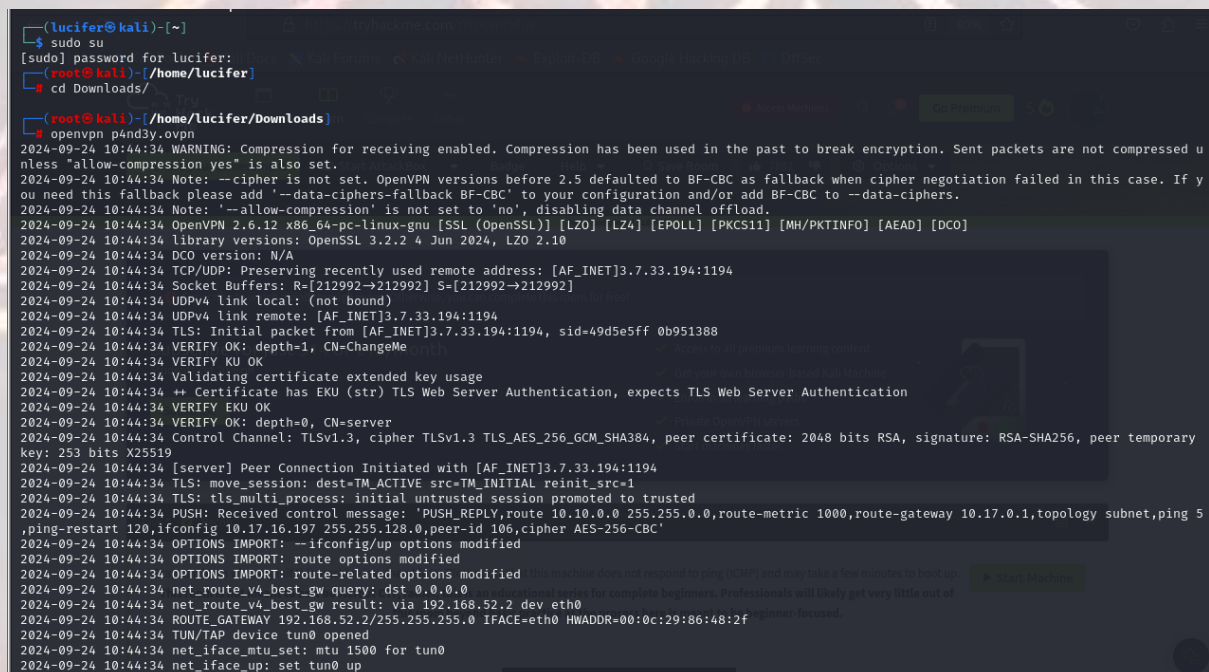 (lucifer㉿kali)-[~]
$ sudo su
[sudo] password for lucifer:
(root㉿kali)-[/home/lucifer]
# cd Downloads/
(root㉿kali)-[/home/lucifer/Downloads]
# openvpn p4nd3y.ovpn
2024-09-24 10:44:34 WARNING: Compression for receiving enabled. Compression has been used in the past to break encryption. Sent packets are not compressed u
nless "allow-compression yes" is also set.
2024-09-24 10:44:34 Note: --cipher is not set. OpenVPN versions before 2.5 defaulted to BF-CBC as fallback when cipher negotiation failed in this case. If y
ou need this fallback please add '--data-ciphers-fallback BF-CBC' to your configuration and/or add BF-CBC to --data-ciphers.
2024-09-24 10:44:34 Note: '--allow-compression' is not set to 'no', disabling data channel offload.
2024-09-24 10:44:34 OpenVPN 2.6.12 x86_64-pc-linux-gnu [SSL (OpenSSL)] [LZO] [LZ4] [EPOLL] [PKCS11] [MH/PKTINFO] [AEAD] [DCO]
2024-09-24 10:44:34 library versions: OpenSSL 3.2.2 4 Jun 2024, LZO 2.10
2024-09-24 10:44:34 DCO version: N/A
2024-09-24 10:44:34 TCP/UDP: Preserving recently used remote address: [AF_INET]3.7.33.194:1194
2024-09-24 10:44:34 Socket Buffers: R=[212992→212992] S=[212992→212992]
2024-09-24 10:44:34 UDPv4 link local: (not bound)
2024-09-24 10:44:34 UDPv4 link remote: [AF_INET]3.7.33.194:1194
2024-09-24 10:44:34 TLS: Initial packet from [AF_INET]3.7.33.194:1194, sid=49d5e5ff 0b951388
2024-09-24 10:44:34 VERIFY OK: depth=1, CN=ChangeMe
2024-09-24 10:44:34 VERIFY KU OK
2024-09-24 10:44:34 Validating certificate extended key usage
2024-09-24 10:44:34 ++ Certificate has EKU (str) TLS Web Server Authentication, expects TLS Web Server Authentication
2024-09-24 10:44:34 VERIFY EKU OK
2024-09-24 10:44:34 VERIFY OK: depth=0, CN=server
2024-09-24 10:44:34 Control Channel: TLSv1.3, cipher TLSv1.3 TLS_AES_256_GCM_SHA384, peer certificate: 2048 bits RSA, signature: RSA-SHA256, peer temporary
key: 253 bits X25519
2024-09-24 10:44:34 [server] Peer Connection Initiated with [AF_INET]3.7.33.194:1194
2024-09-24 10:44:34 TLS: move_session: dest=TM_ACTIVE src=TM_INITIAL reinit_src=1
2024-09-24 10:44:34 TLS: tls_multi_process: initial untrusted session promoted to trusted
2024-09-24 10:44:34 PUSH: Received control message: 'PUSH_REPLY,route 10.10.0.0 255.255.0.0,route-metric 1000,route-gateway 10.17.0.1,topology subnet,ping 5
,ping-restart 120,ifconfig 10.17.16.197 255.255.128.0,peer-id 106,cipher AES-256-CBC'
2024-09-24 10:44:34 OPTIONS IMPORT: --ifconfig/up options modified
2024-09-24 10:44:34 OPTIONS IMPORT: route options modified
2024-09-24 10:44:34 OPTIONS IMPORT: route-related options modified
2024-09-24 10:44:34 net_route_v4_best_gw query: dst 0.0.0.0
2024-09-24 10:44:34 net_route_v4_best_gw result: via 192.168.52.2 dev eth0
2024-09-24 10:44:34 ROUTE_GATEWAY 192.168.52.2/255.255.255.0 IFACE=eth0 HWADDR=00:0c:29:86:48:2f
2024-09-24 10:44:34 TUN/TAP device tun0 opened
2024-09-24 10:44:34 net_iface_mtu_set: mtu 1500 for tun0
2024-09-24 10:44:34 net_iface_up: set tun0 up